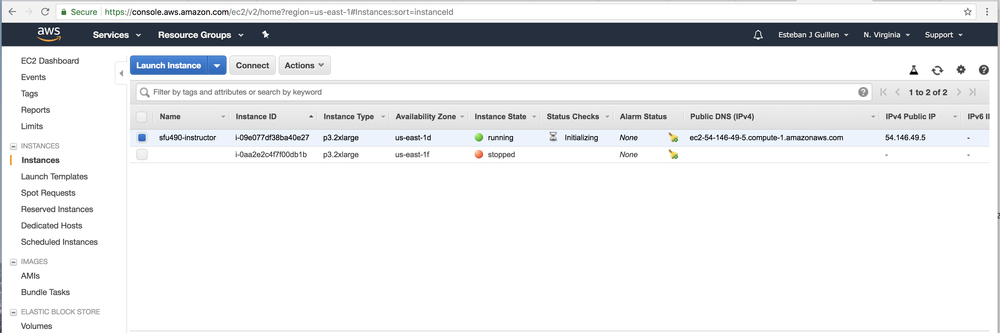 Secure https://console.aws.amazon.com/ec2/v2/home?region=us-east-1#Instances:sort=instanceId
aws Services Resource Groups Esteban J Guillen N. Virginia Support
EC2 Dashboard
Events
Tags
Reports
Limits
INSTANCES
Instances
Launch Templates
Spot Requests
Reserved Instances
Dedicated Hosts
Scheduled Instances
IMAGES
AMIs
Bundle Tasks
ELASTIC BLOCK STORE
Volumes
Launch Instance Connect Actions
Filter by tags and attributes or search by keyword 1 to 2 of 2
Name Instance ID Instance Type Availability Zone Instance State Status Checks Alarm Status Public DNS (IPv4) IPv4 Public IP IPv6
sfu490-instructor i-09e077df38ba40e27 p3.2xlarge us-east-1d running Initializing None ec2-54-146-49-5.compute-1.amazonaws.com 54.146.49.5 -
i-0aa2e2c4f7f00db1b p3.2xlarge us-east-1f stopped None - -